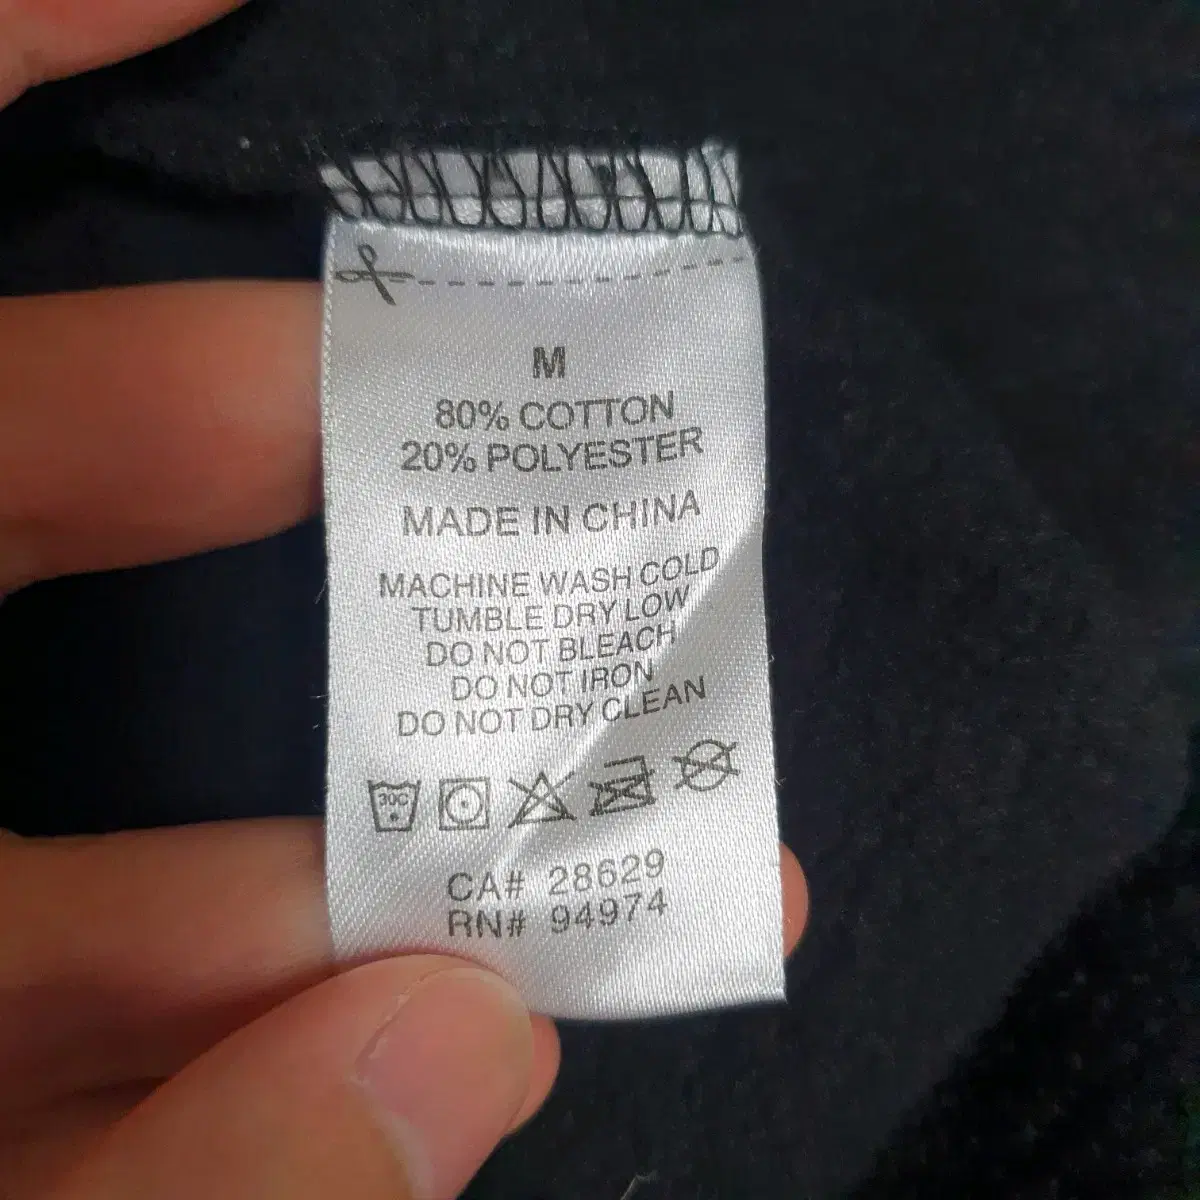 M
80% COTTON
20% POLYESTER
MADE IN CHINA
MACHINE WASH COLD
TUMBLE DRY LOW
DO NOT BLEACH
DO NOT IRON
DO NOT DRY CLEAN
30C
CA# 28629
RN# 94974